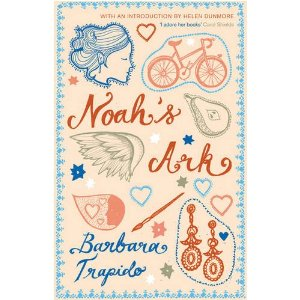 WITH AN INTRODUCTION BY HELEN DUNMORE
'I adore her books' Carol Shields
Noah's
Ark
Barbara
Trapido